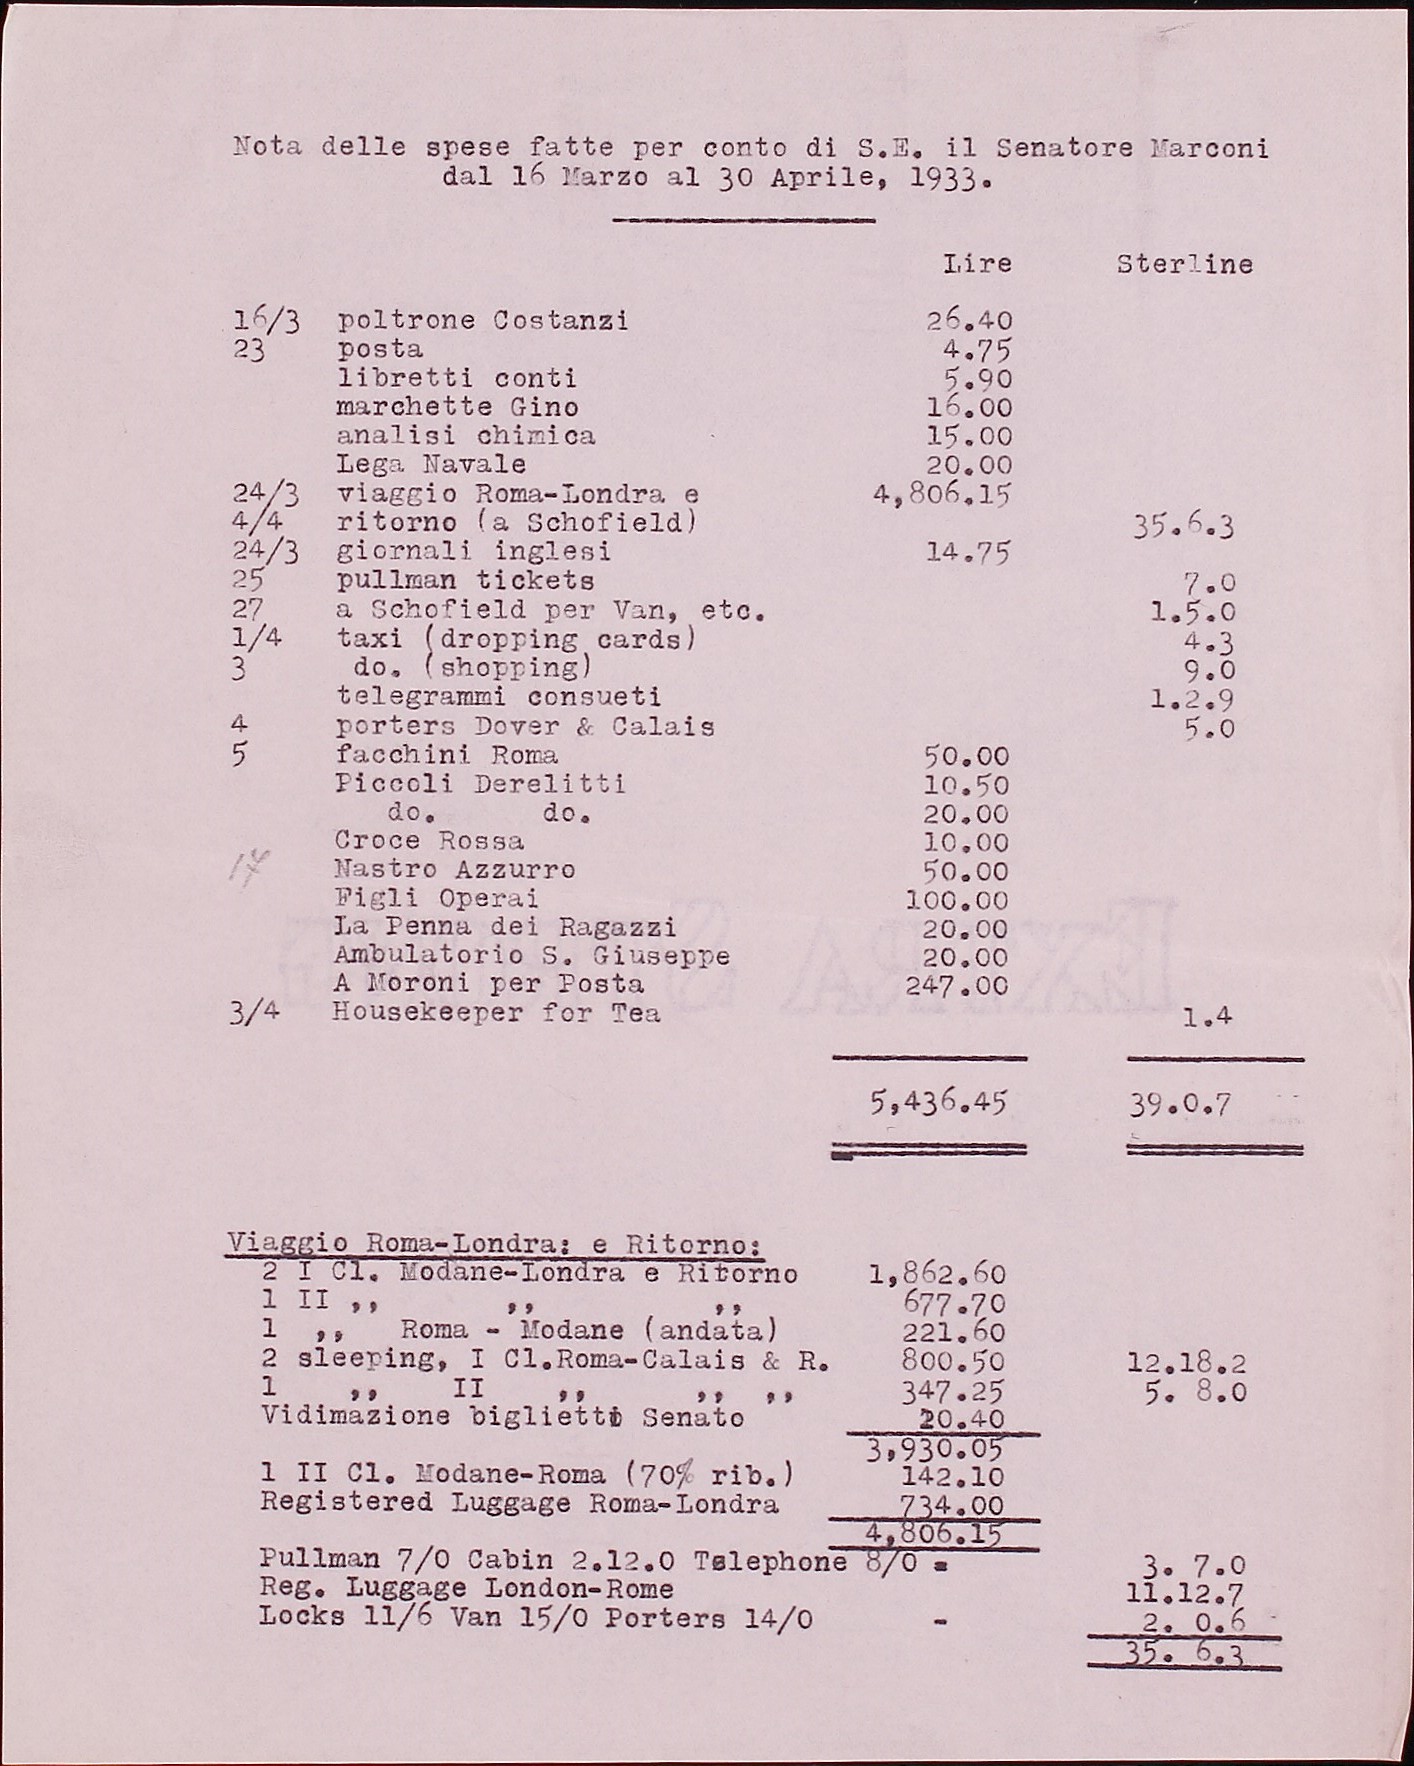 Nota delle spese fatte per conto di S.E. il Senatore Marconi
dal 16 Marzo al 30 Aprile, 1933.
Lire Sterline
16/3 poltrone Costanzi 26.40
23 posta 4.75
libretti conti 5.90
marchette Gino 16.00
analisi chimica 15.00
Lega Navale 20.00
24/3 viaggio Roma-Londra e 4,806.15
4/4 ritorno (a Schofield) 35.6.3
24/3 giornali inglesi 14.75
25 pullman tickets 7.0
27 a Schofield per Van, etc. 1.5.0
1/4 taxi (dropping cards) 4.3
3 do. (shopping) 9.0
telegrammi consueti 1.2.9
4 porters Dover & Calais 5.0
5 facchini Roma 50.00
Piccoli Derelitti 10.50
do. do. 20.00
Croce Rossa 10.00
17 Nastro Azzurro 50.00
Figli Operai 100.00
La Penna dei Ragazzi 20.00
Ambulatorio S. Giuseppe 20.00
A Moroni per Posta 247.00
3/4 Housekeeper for Tea 1.4
5,436.45 39.0.7
Viaggio Roma-Londra: e Ritorno:
2 I Cl. Modane-Londra e Ritorno 1,862.60
1 II ,, ,, ,, 677.70
1 ,, Roma - Modane (andata) 221.60
2 sleeping, I Cl.Roma-Calais & R. 800.50 12.18.2
1 ,, II ,, ,, ,, 347.25 5. 8.0
Vidimazione biglietti Senato 20.40
3,930.05
1 II Cl. Modane-Roma (70% rib.) 142.10
Registered Luggage Roma-Londra 734.00
4,806.15
Pullman 7/0 Cabin 2.12.0 Telephone 8/0 = 3. 7.0
Reg. Luggage London-Rome 11.12.7
Locks 11/6 Van 15/0 Porters 14/0 - 2. 0.6
35. 6.3